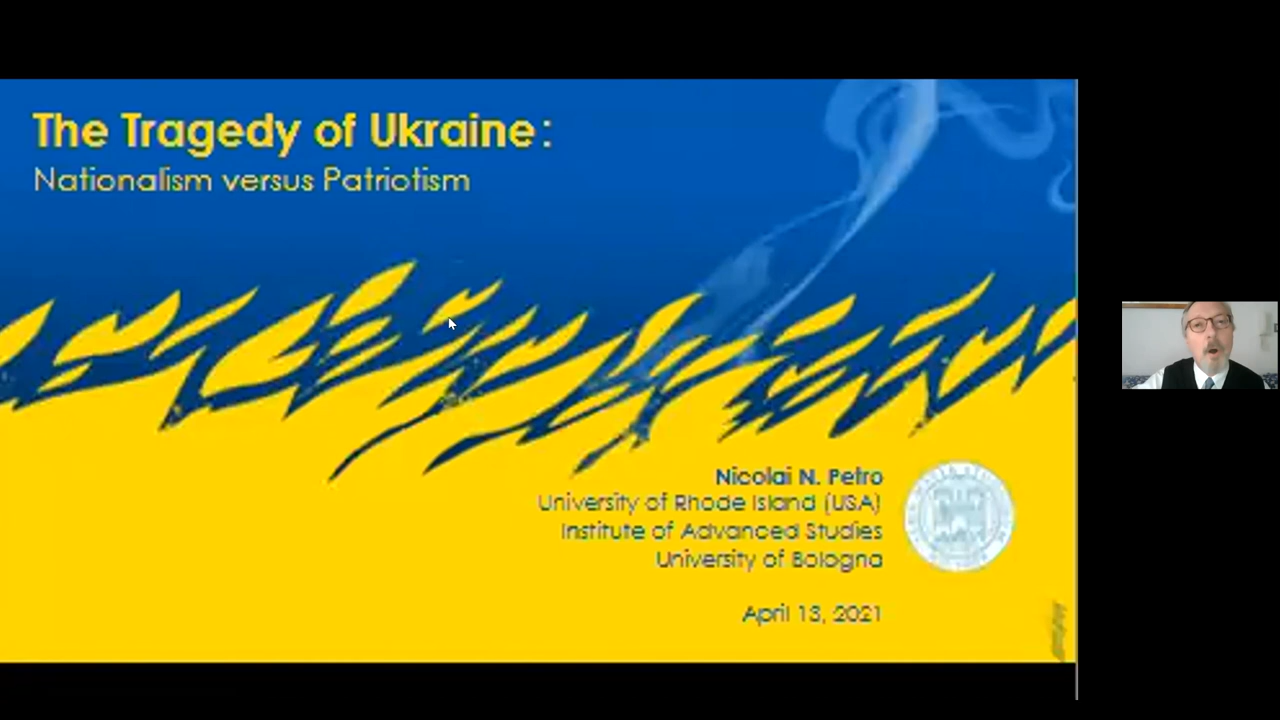 The Tragedy of Ukraine:
Nationalism versus Patriotism
Nicolai N. Petro
University of Rhode Island (USA)
Institute of Advanced Studies
University of Bologna
April 13, 2021